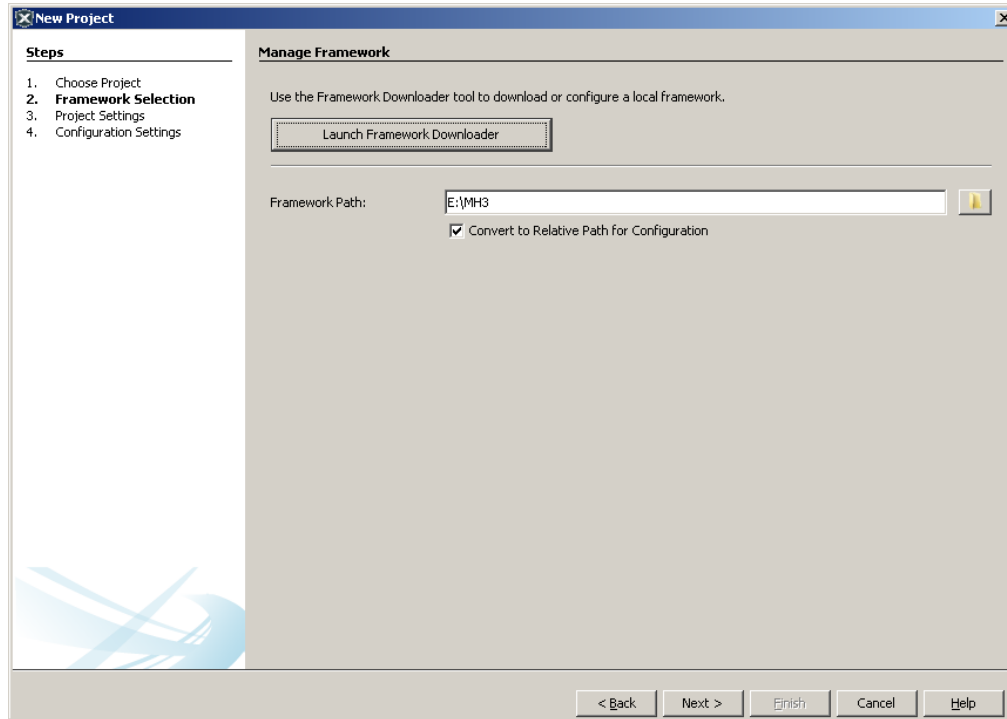 New Project
Steps
1. Choose Project
2. Framework Selection
3. Project Settings
4. Configuration Settings
Manage Framework
Use the Framework Downloader tool to download or configure a local framework.
Launch Framework Downloader
Framework Path:
E:\MH3
Convert to Relative Path for Configuration
< Back
Next >
Finish
Cancel
Help